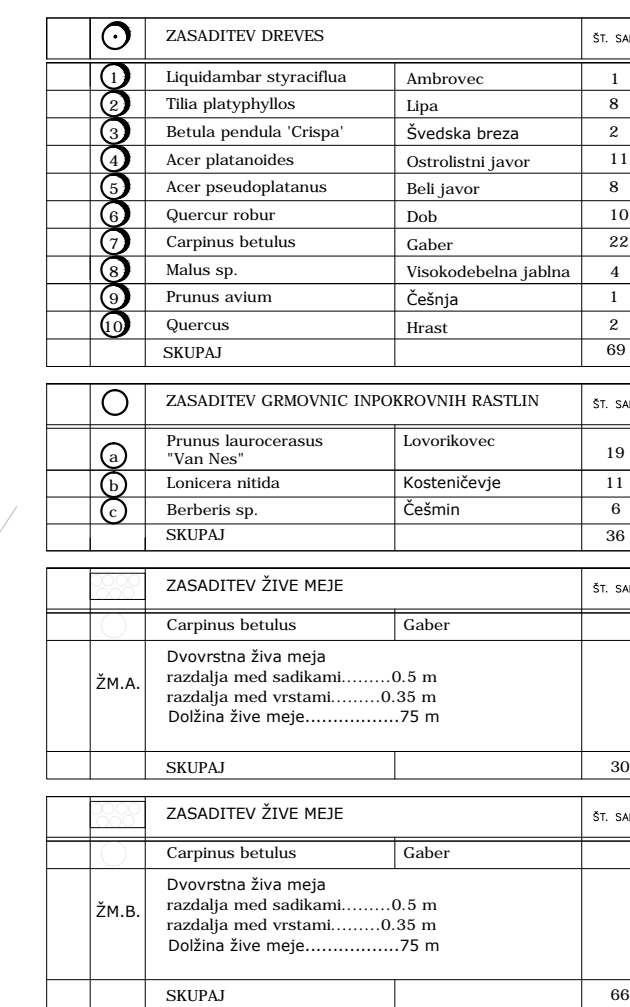 ZASADITEV DREVES ŠT. SA
1 Liquidambar styraciflua Ambrovec 1
2 Tilia platyphyllos Lipa 8
3 Betula pendula 'Crispa' Švedska breza 2
4 Acer platanoides Ostrolistni javor 11
5 Acer pseudoplatanus Beli javor 8
6 Quercur robur Dob 10
7 Carpinus betulus Gaber 22
8 Malus sp. Visokodebelna jablna 4
9 Prunus avium Češnja 1
10 Quercus Hrast 2
SKUPAJ 69
ZASADITEV GRMOVNIC INPOKROVNIH RASTLIN ŠT. SA
a Prunus laurocerasus Lovorikovec 19
"Van Nes"
b Lonicera nitida Kosteničevje 11
c Berberis sp. Češmin 6
SKUPAJ 36
ZASADITEV ŽIVE MEJE ŠT. SA
Carpinus betulus Gaber
Dvovrstna živa meja
ŽM.A. razdalja med sadikami.........0.5 m
razdalja med vrstami.........0.35 m
Dolžina žive meje.................75 m
SKUPAJ 30
ZASADITEV ŽIVE MEJE ŠT. SA
Carpinus betulus Gaber
Dvovrstna živa meja
ŽM.B. razdalja med sadikami.........0.5 m
razdalja med vrstami.........0.35 m
Dolžina žive meje.................75 m
SKUPAJ 66